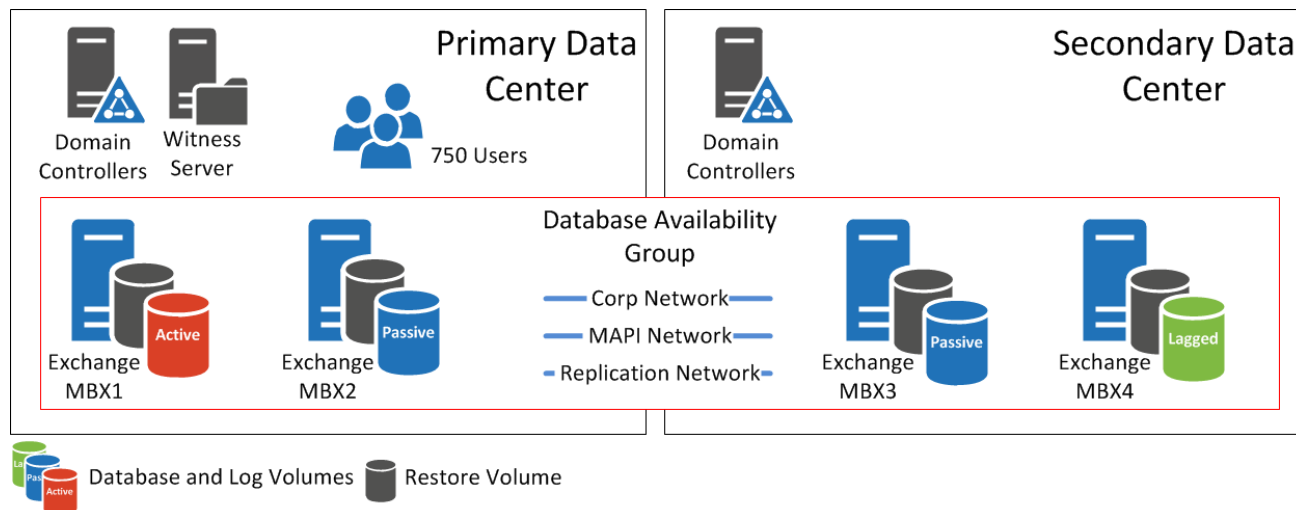 Primary Data
Center
Secondary Data
Center
Domain
Controllers
Witness
Server
750 Users
Domain
Controllers
Database Availability
Group
Corp Network
MAPI Network
Replication Network
Active
Exchange
MBX1
Passive
Exchange
MBX2
Passive
Exchange
MBX3
Lagged
Exchange
MBX4
Active
Database and Log Volumes
Restore Volume